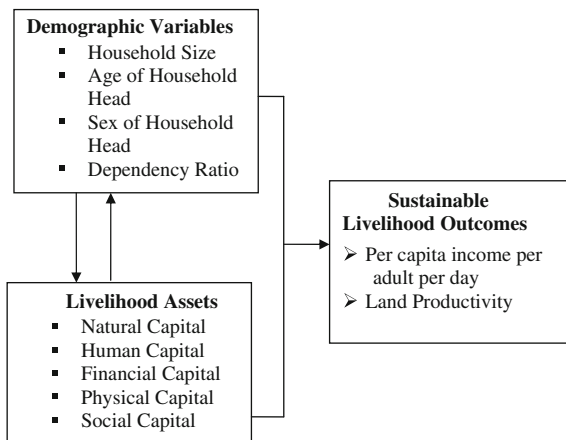 Demographic Variables
▪ Household Size
▪ Age of Household
Head
▪ Sex of Household
Head
▪ Dependency Ratio
Livelihood Assets
▪ Natural Capital
▪ Human Capital
▪ Financial Capital
▪ Physical Capital
▪ Social Capital
Sustainable
Livelihood Outcomes
➢ Per capita income per
adult per day
➢ Land Productivity